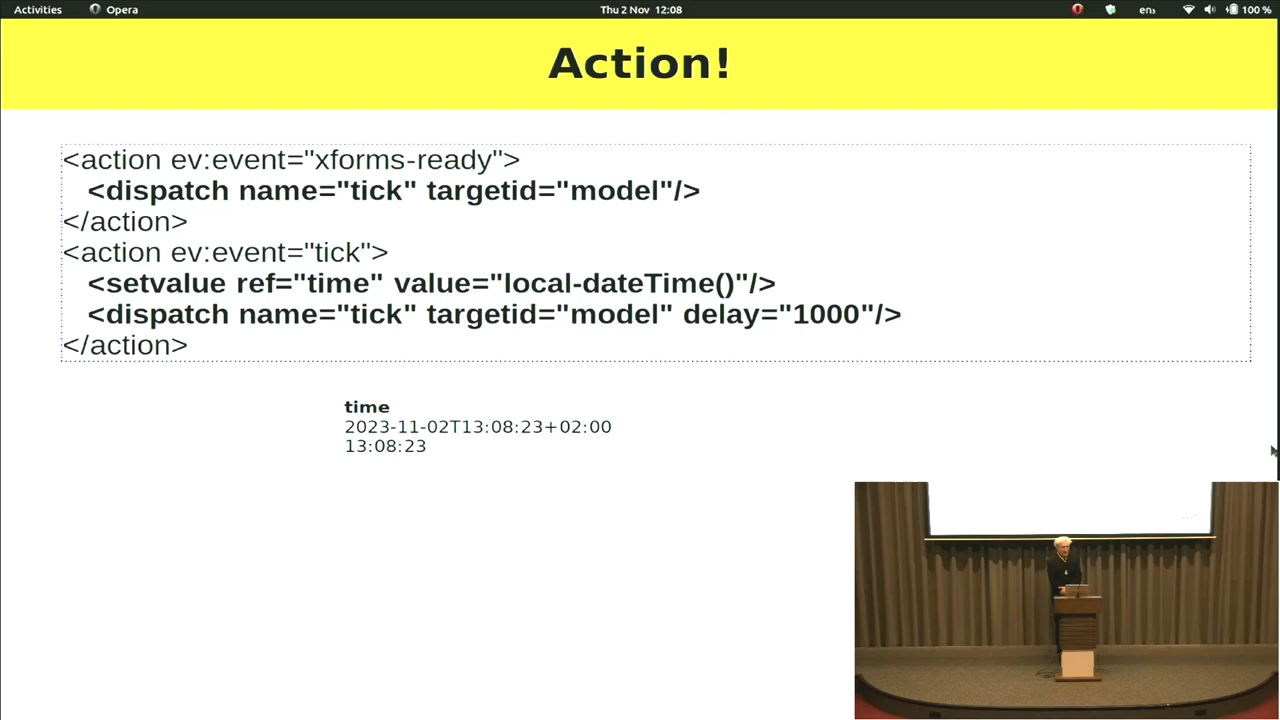 Activities Opera Thu 2 Nov 12:08 en₃ 100 %
Action!
<action ev:event="xforms-ready">
<dispatch name="tick" targetid="model"/>
</action>
<action ev:event="tick">
<setvalue ref="time" value="local-dateTime()"/>
<dispatch name="tick" targetid="model" delay="1000"/>
</action>
time
2023-11-02T13:08:23+02:00
13:08:23